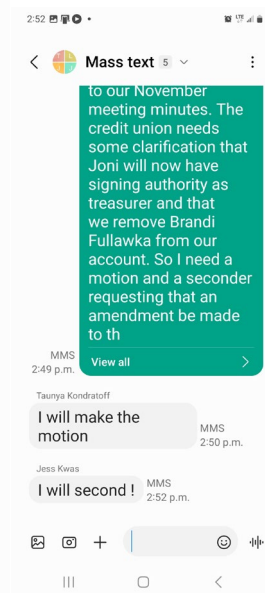 2:52
LTE
Mass text 5
to our November
meeting minutes. The
credit union needs
some clarification that
Joni will now have
signing authority as
treasurer and that
we remove Brandi
Fullawka from our
account. So I need a
motion and a seconder
requesting that an
amendment be made
to th
View all
MMS
2:49 p.m.
Taunya Kondratoff
I will make the
motion
MMS
2:50 p.m.
Jess Kwas
I will second !
MMS
2:52 p.m.